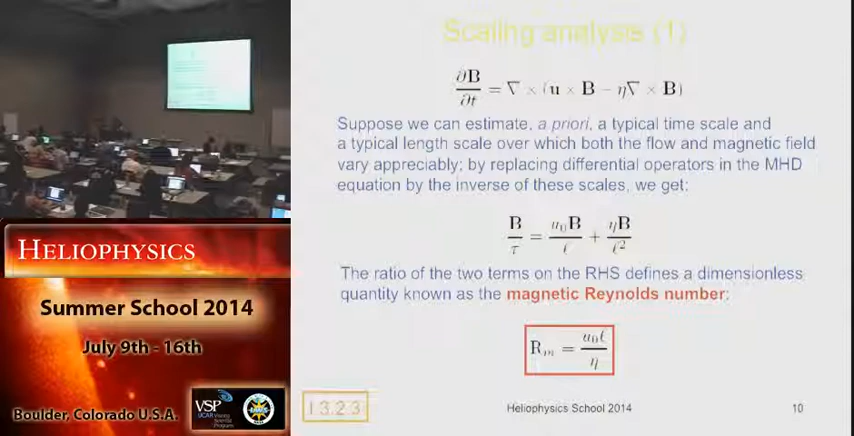 Scaling analysis (1)
∂B/∂t = ∇ × (u × B − η∇ × B)
Suppose we can estimate, a priori, a typical time scale and
a typical length scale over which both the flow and magnetic field
vary appreciably; by replacing differential operators in the MHD
equation by the inverse of these scales, we get:
B/τ = u₀B/ℓ + ηB/ℓ²
The ratio of the two terms on the RHS defines a dimensionless
quantity known as the magnetic Reynolds number:
Rₘ = u₀ℓ/η
I.3.2.3
Heliophysics School 2014
10
HELIOPHYSICS
Summer School 2014
July 9th - 16th
Boulder, Colorado U.S.A.
VSP
UCAR Visiting
Scientist
Programs